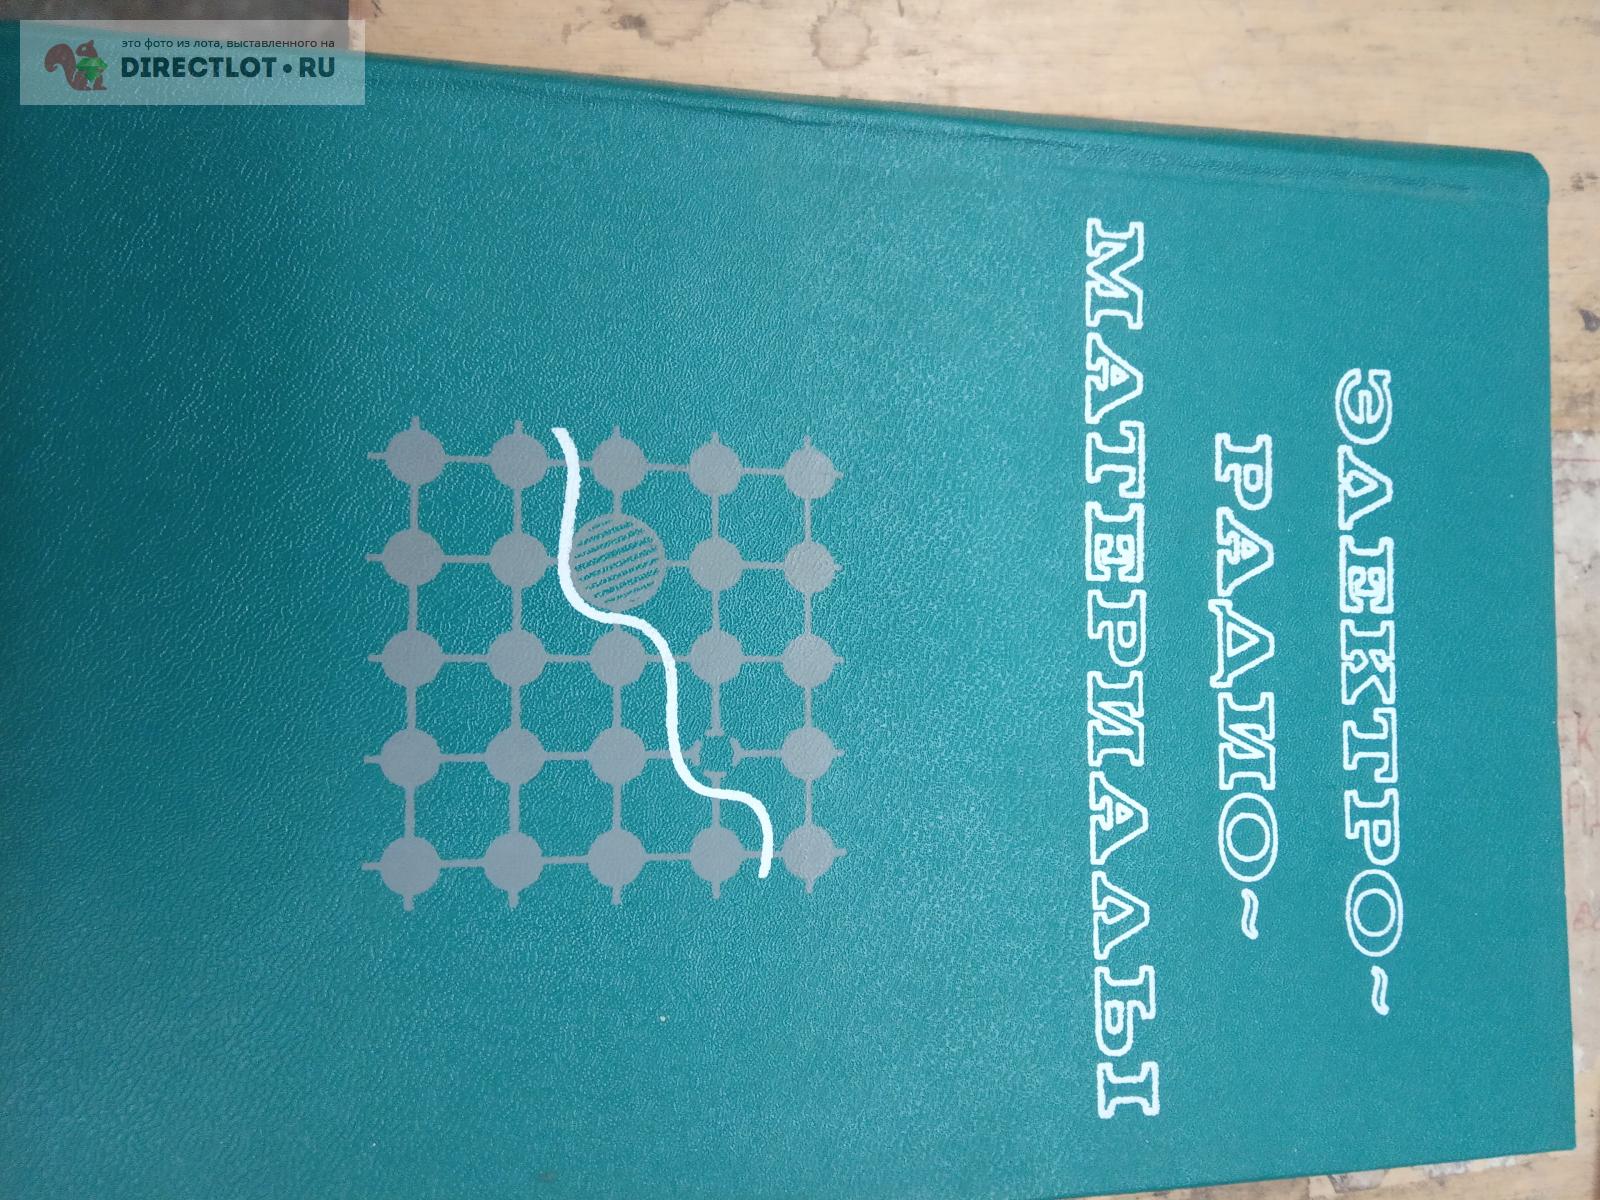 это фото из лота, выставленного на
DIRECTLOT.RU
ЭЛЕКТРО-
РАДИО-
МАТЕРИАЛЫ